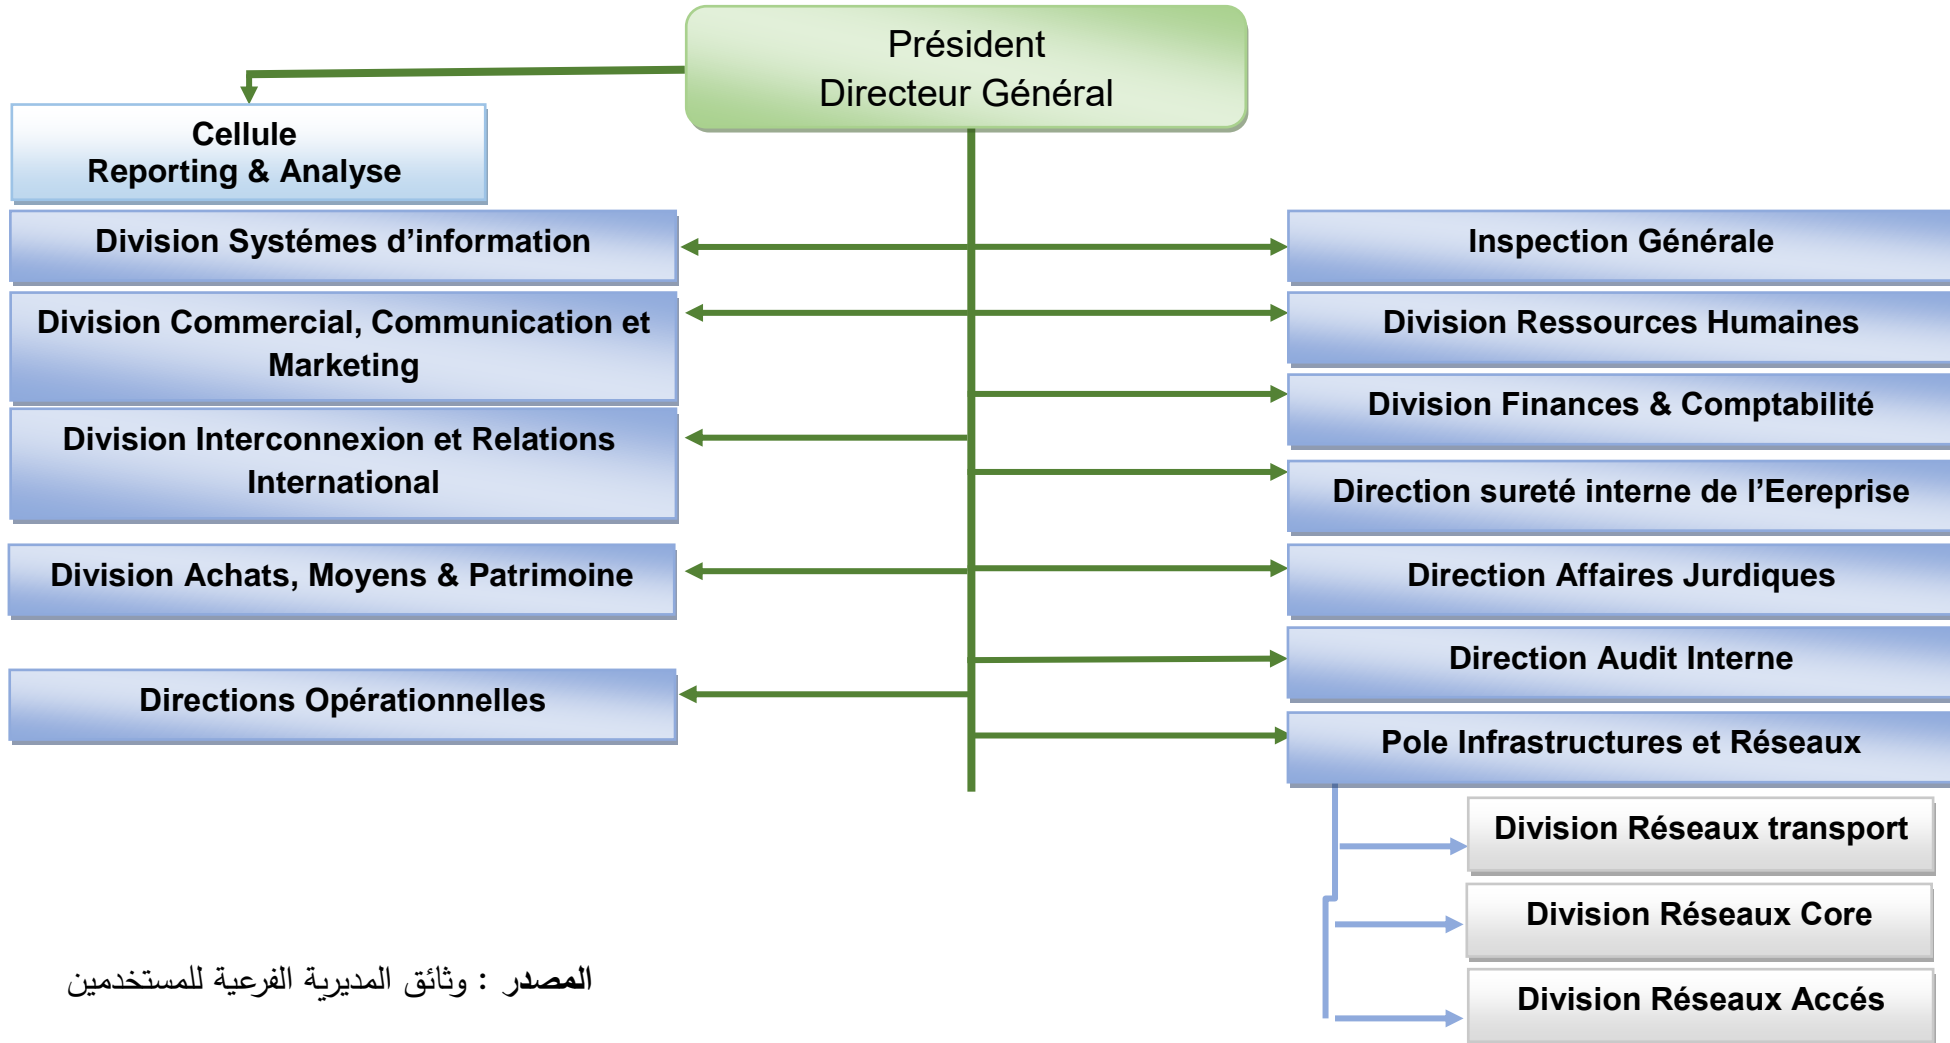 Président
Directeur Général
Cellule
Reporting & Analyse
Division Systémes d’information
Division Commercial, Communication et
Marketing
Division Interconnexion et Relations
International
Division Achats, Moyens & Patrimoine
Directions Opérationnelles
Inspection Générale
Division Ressources Humaines
Division Finances & Comptabilité
Direction sureté interne de l’Eereprise
Direction Affaires Jurdiques
Direction Audit Interne
Pole Infrastructures et Réseaux
Division Réseaux transport
Division Réseaux Core
Division Réseaux Accés
المصدر : وثائق المديرية الفرعية للمستخدمين